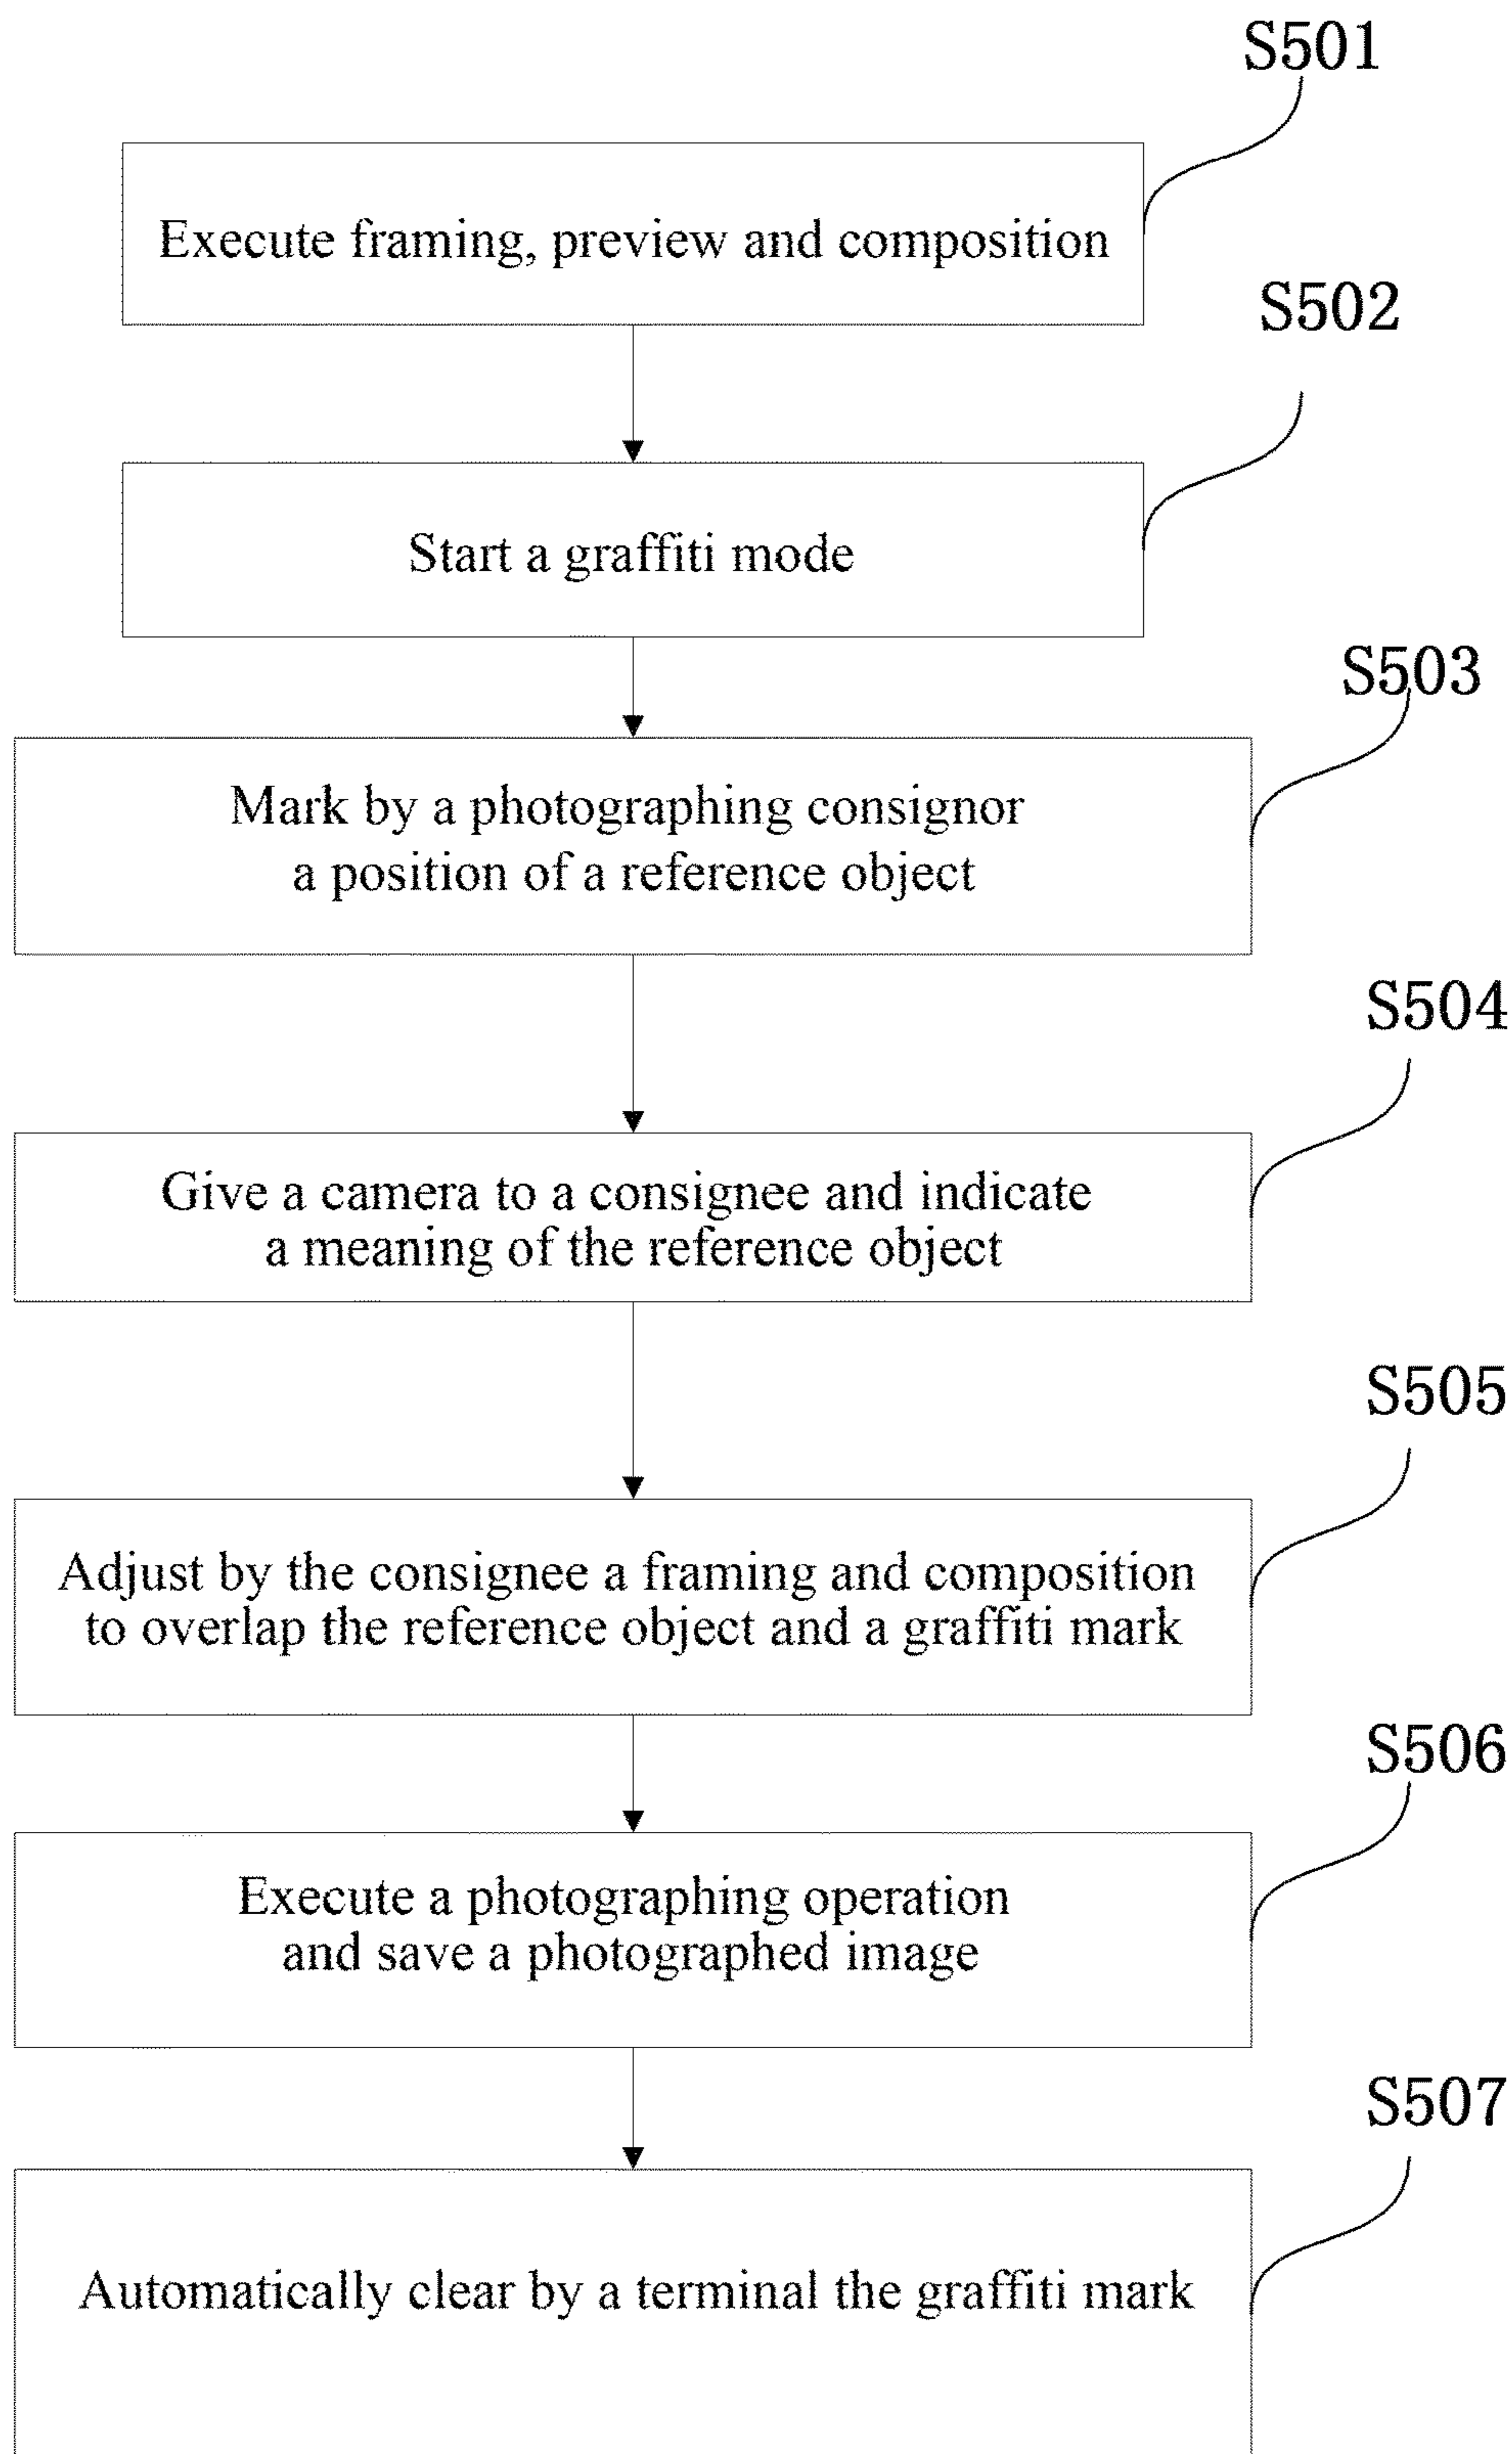 S501
Execute framing, preview and composition
S502
Start a graffiti mode
S503
Mark by a photographing consignor
a position of a reference object
S504
Give a camera to a consignee and indicate
a meaning of the reference object
S505
Adjust by the consignee a framing and composition
to overlap the reference object and a graffiti mark
S506
Execute a photographing operation
and save a photographed image
S507
Automatically clear by a terminal the graffiti mark